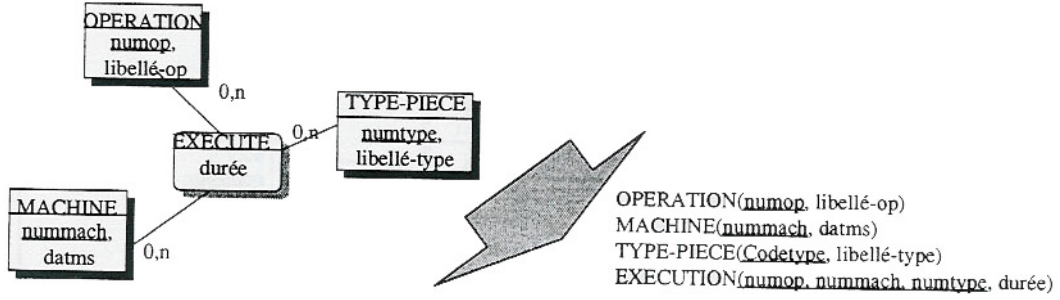 OPERATION
numop,
libellé-op
0,n
TYPE-PIECE
numtype,
libellé-type
0,n
EXECUTE
durée
MACHINE
nummach,
datms
0,n
OPERATION(numop, libellé-op)
MACHINE(nummach, datms)
TYPE-PIECE(Codetype, libellé-type)
EXECUTION(numop, nummach, numtype, durée)